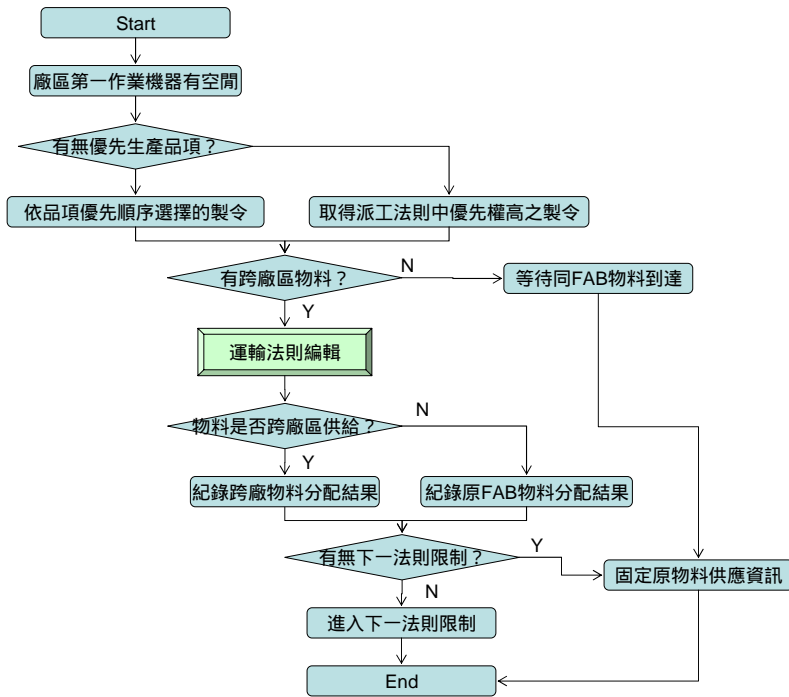 Start
廠區第一作業機器有空閒
有無優先生產品項？
依品項優先順序選擇的製令
取得派工法則中優先權高之製令
有跨廠區物料？
N
等待同FAB物料到達
Y
運輸法則編輯
物料是否跨廠區供給？
N
Y
紀錄跨廠物料分配結果
紀錄原FAB物料分配結果
有無下一法則限制？
Y
固定原物料供應資訊
N
進入下一法則限制
End